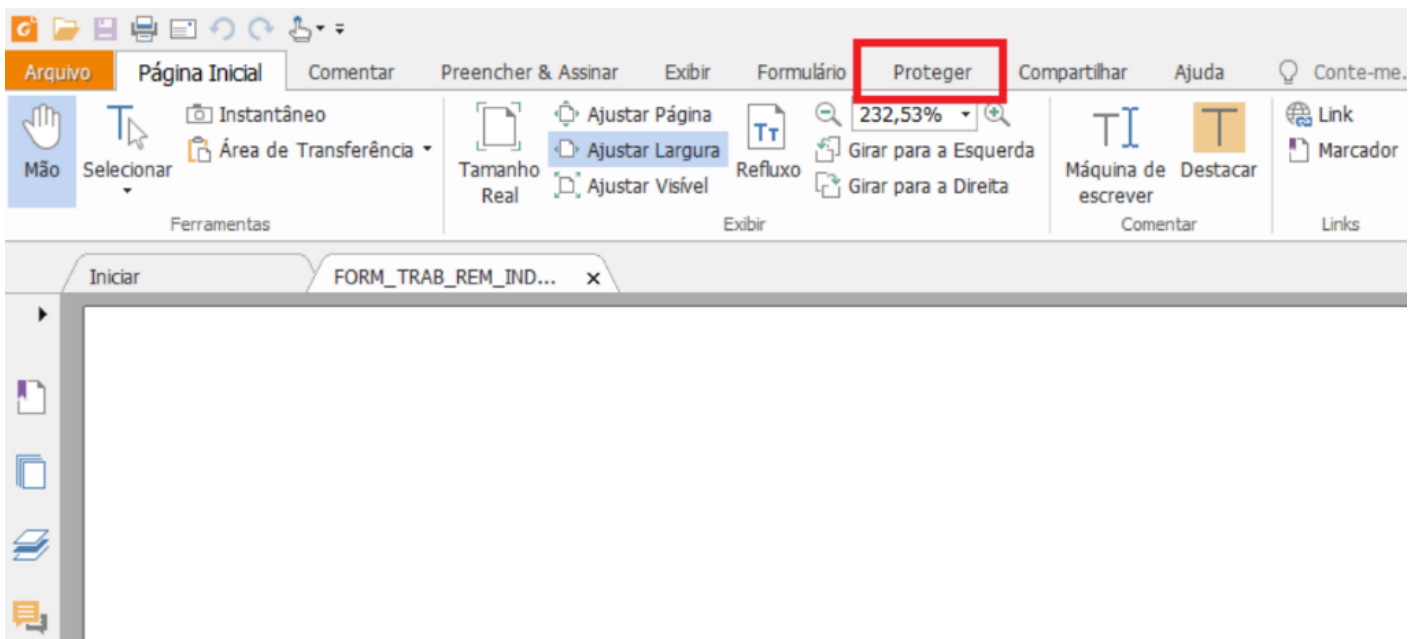 Arquivo Página Inicial Comentar Preencher & Assinar Exibir Formulário Proteger Compartilhar Ajuda Conte-me.
Mão
Selecionar
Instantâneo
Área de Transferência
Ferramentas
Tamanho
Real
Ajustar Página
Ajustar Largura
Ajustar Visível
Refluxo
232,53%
Girar para a Esquerda
Girar para a Direita
Exibir
Máquina de
escrever
Destacar
Comentar
Link
Marcador
Links
Iniciar FORM_TRAB_REM_IND... x